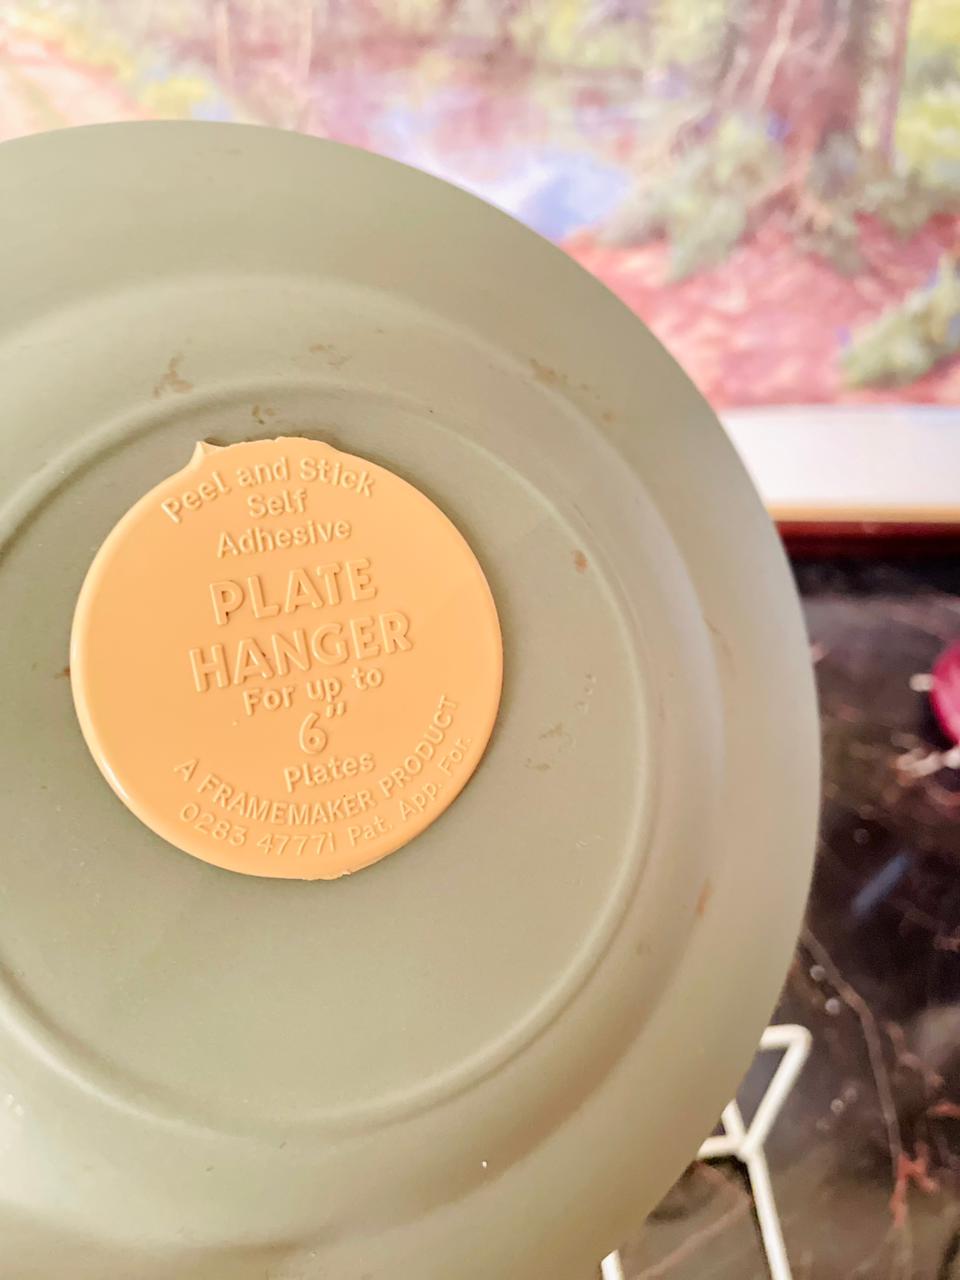 Peel and Stick
Self
Adhesive
PLATE
HANGER
For up to
6"
Plates
A FRAMEMAKER PRODUCT
0283 47771 Pat. App. For.